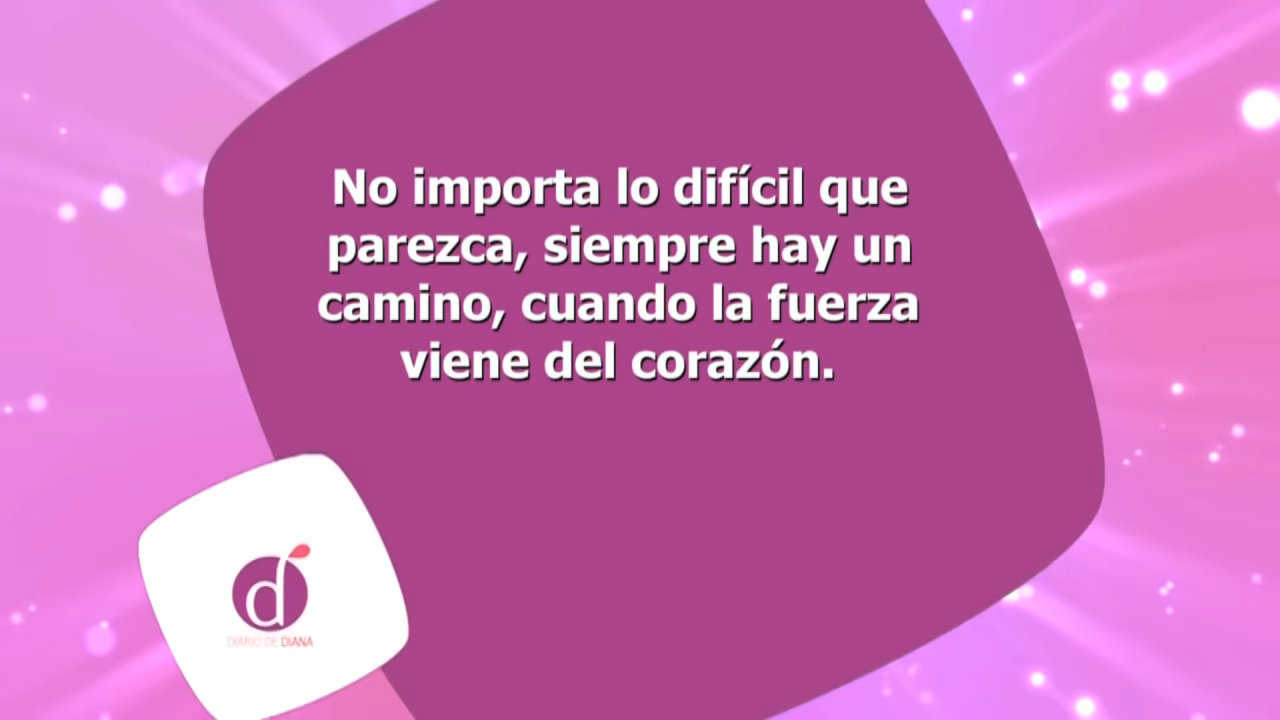 No importa lo difícil que
parezca, siempre hay un
camino, cuando la fuerza
viene del corazón.
d
DIARIO DE DIANA